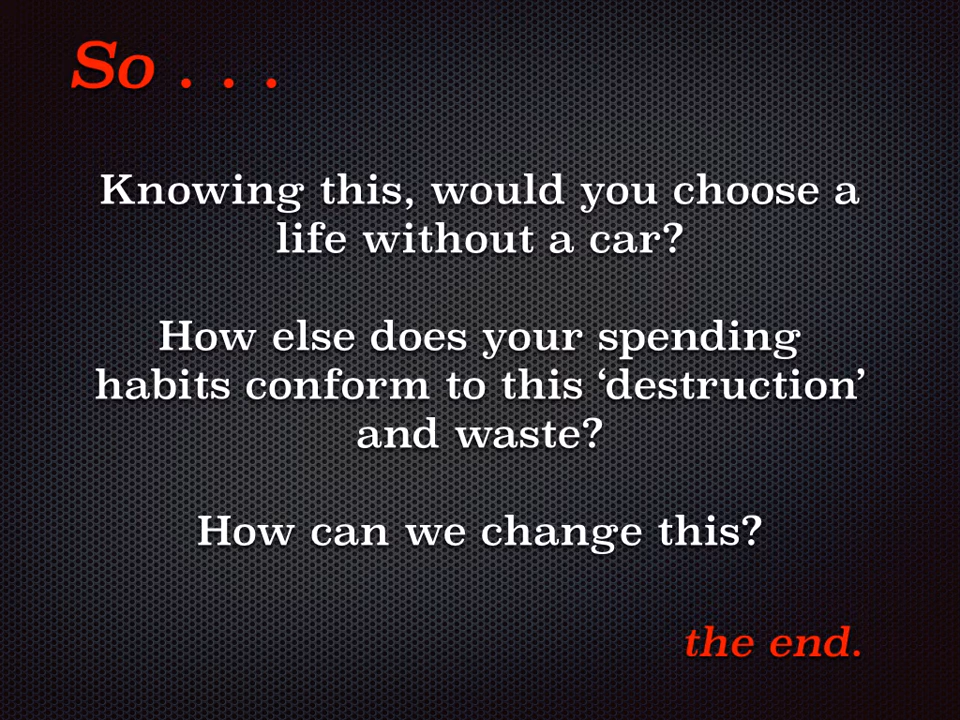 So . . .
Knowing this, would you choose a
life without a car?
How else does your spending
habits conform to this ‘destruction’
and waste?
How can we change this?
the end.